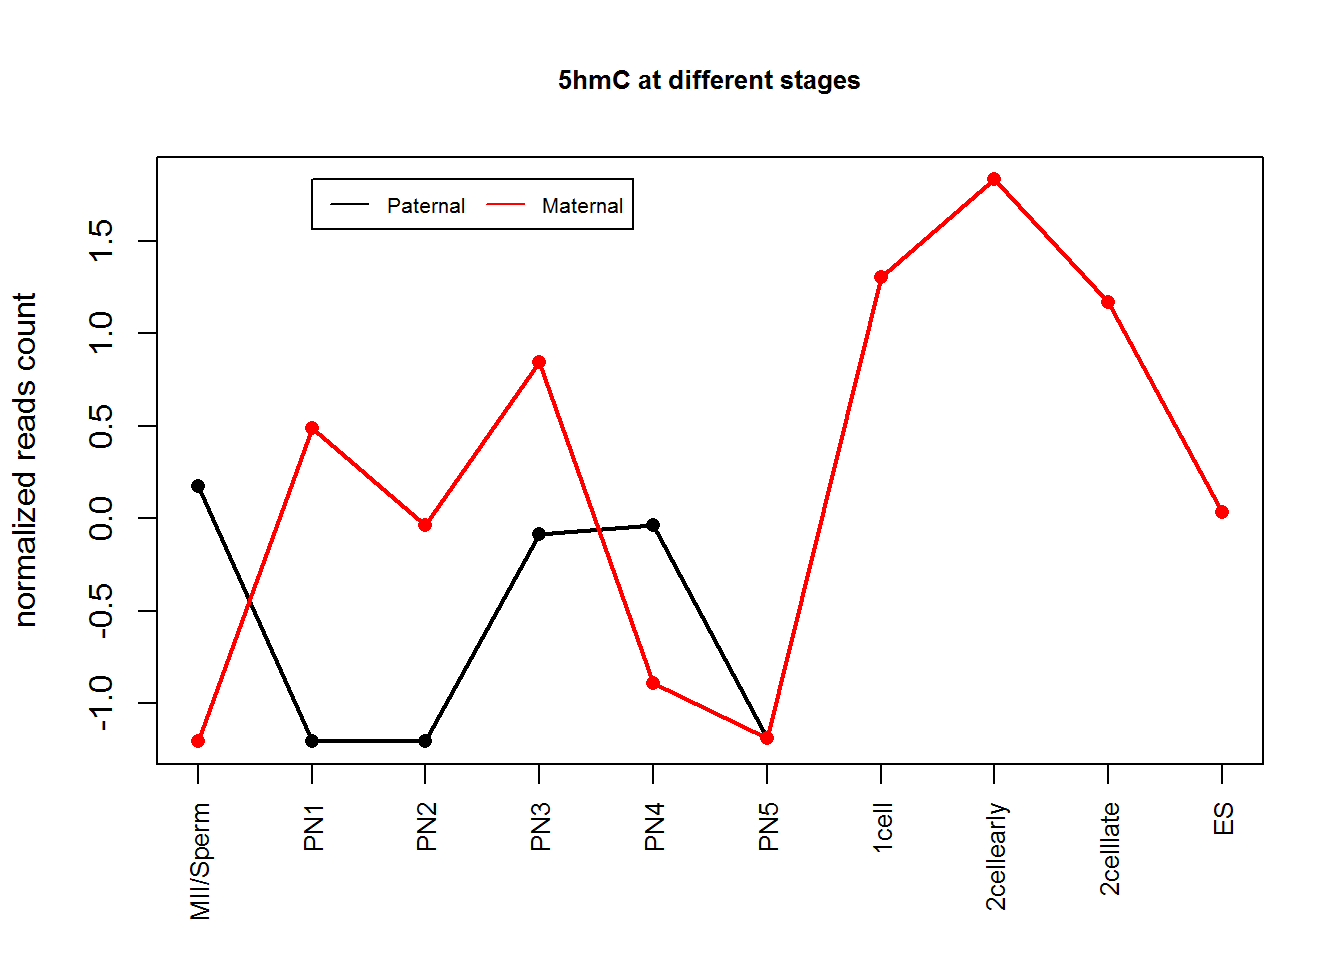 5hmC at different stages
Paternal Maternal
normalized reads count
1.5
1.0
0.5
0.0
-0.5
-1.0
MII/Sperm
PN1
PN2
PN3
PN4
PN5
1cell
2cellearly
2celllate
ES